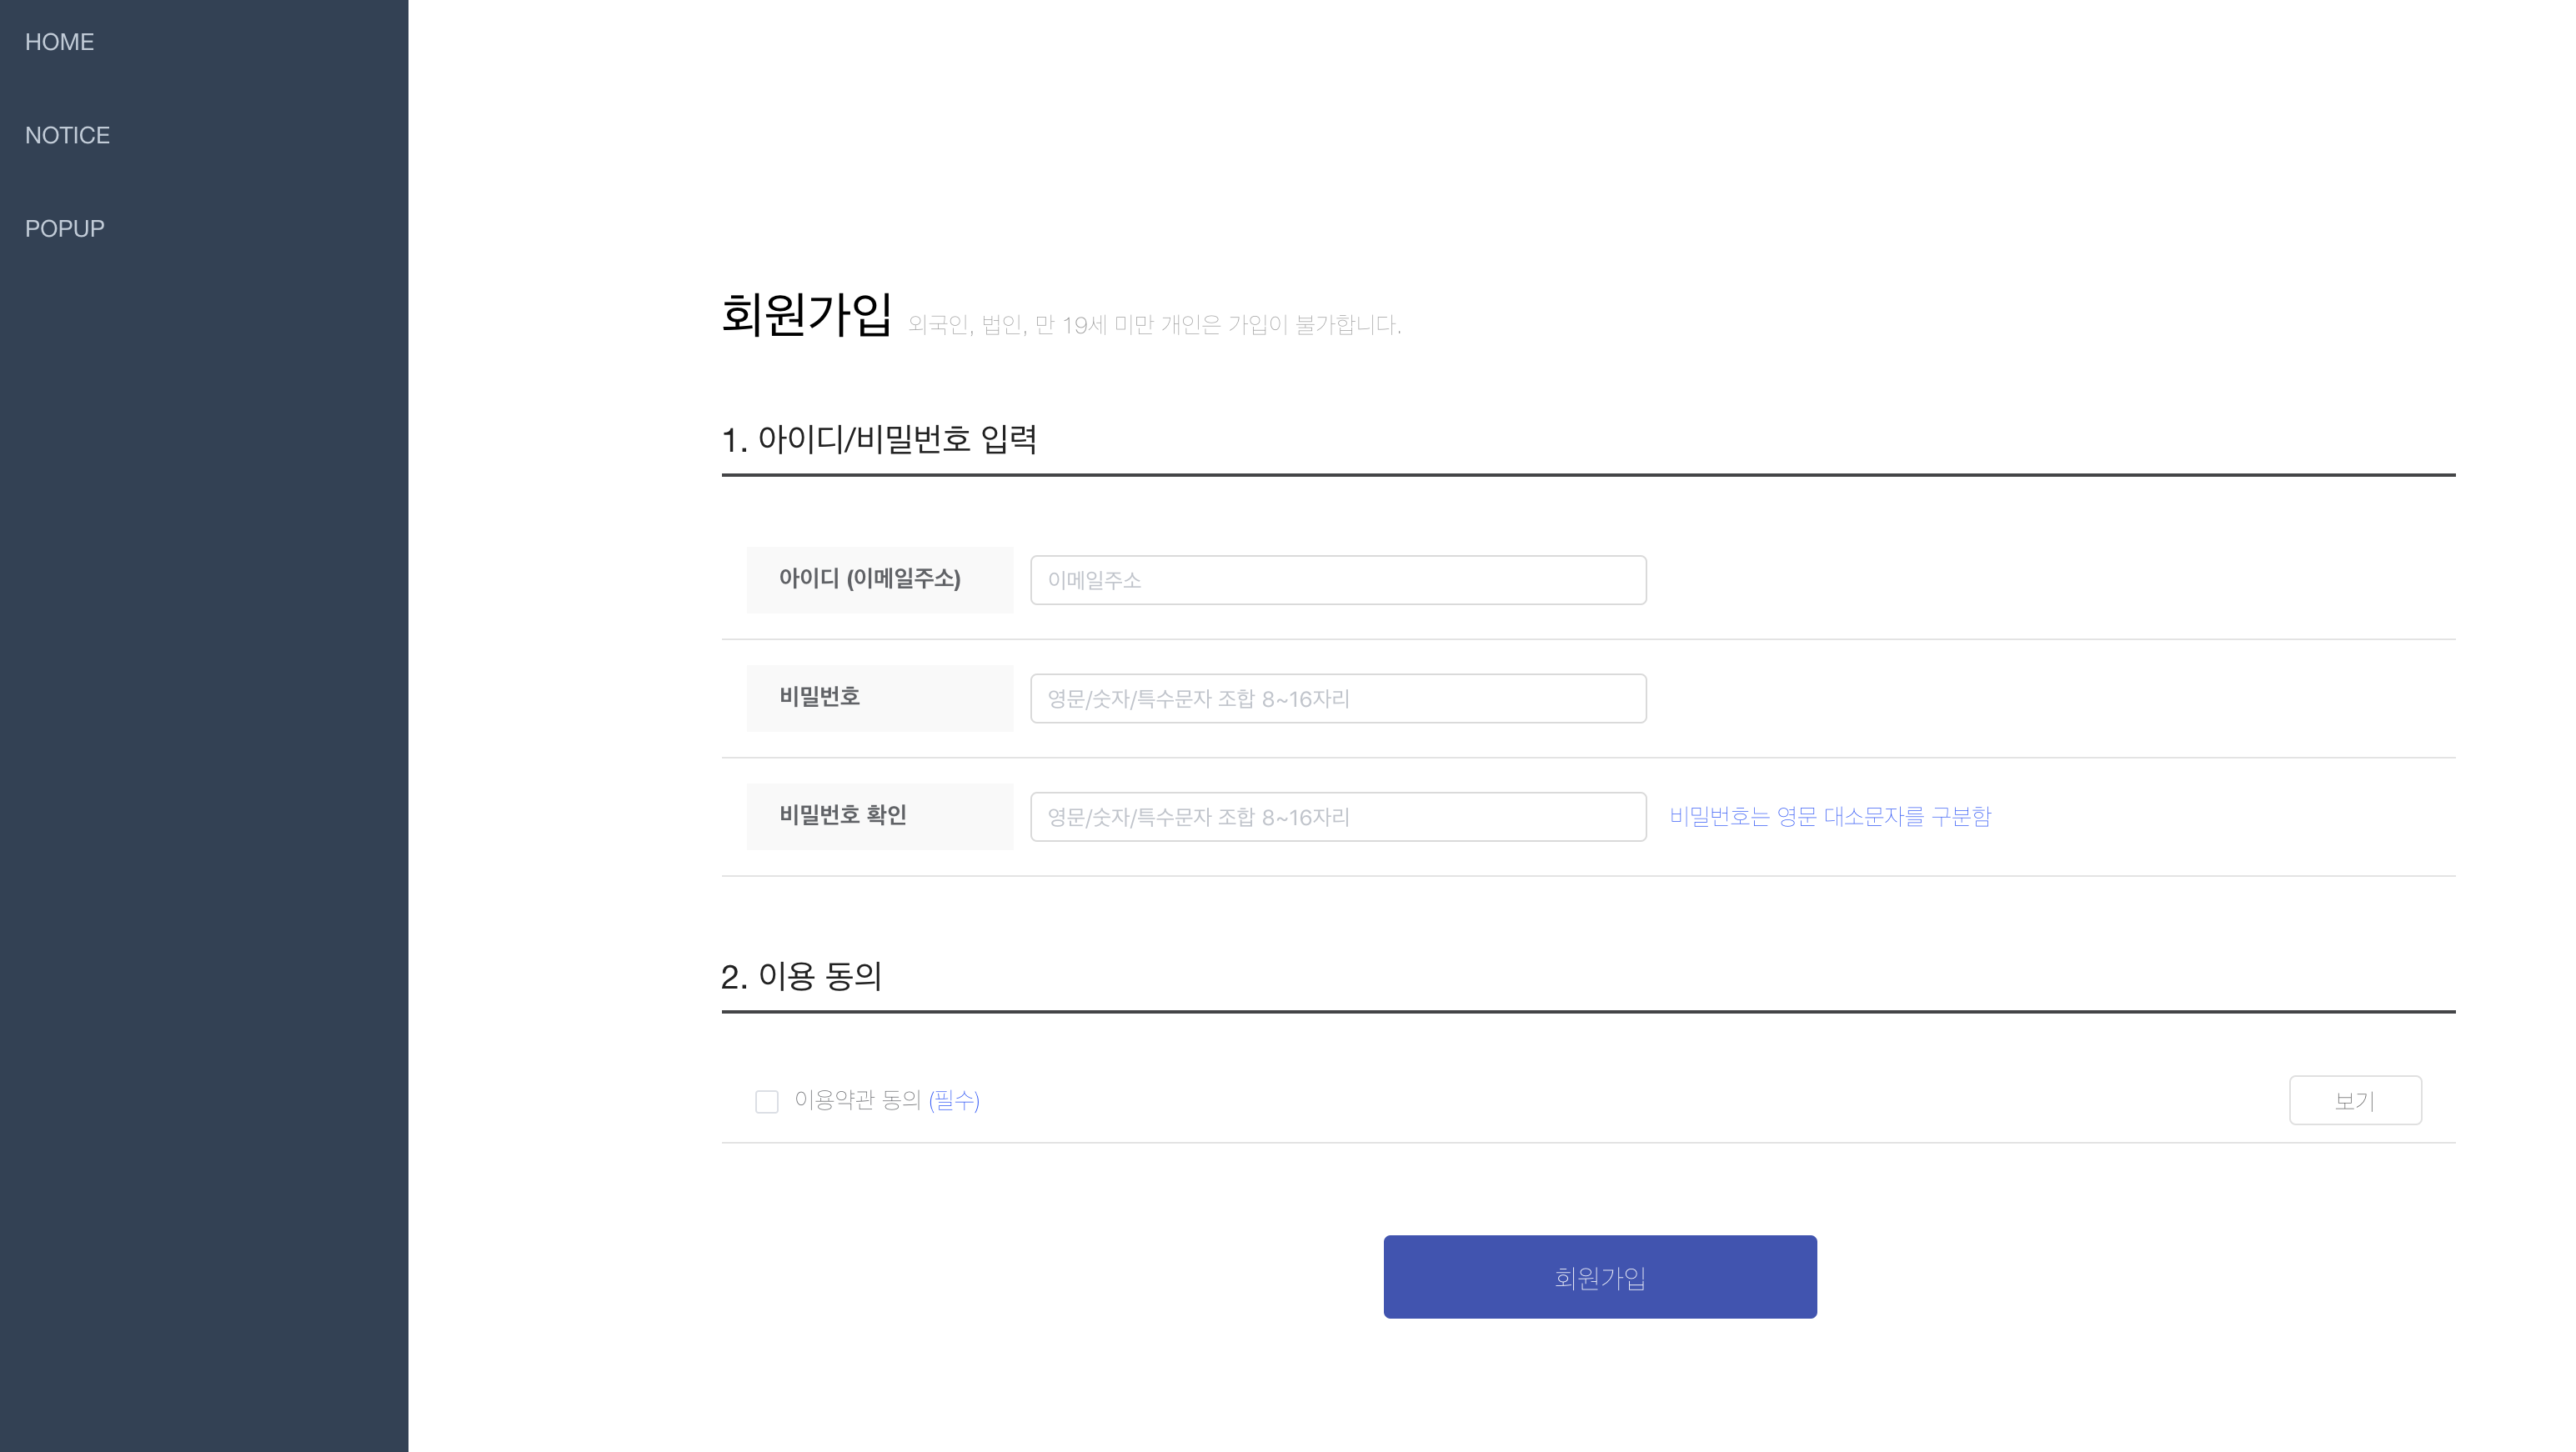 HOME
NOTICE
POPUP
회원가입 외국인, 법인, 만 19세 미만 개인은 가입이 불가합니다.
1. 아이디/비밀번호 입력
아이디 (이메일주소) 이메일주소
비밀번호 영문/숫자/특수문자 조합 8~16자리
비밀번호 확인 영문/숫자/특수문자 조합 8~16자리 비밀번호는 영문 대소문자를 구분함
2. 이용 동의
이용약관 동의 (필수) 보기
회원가입